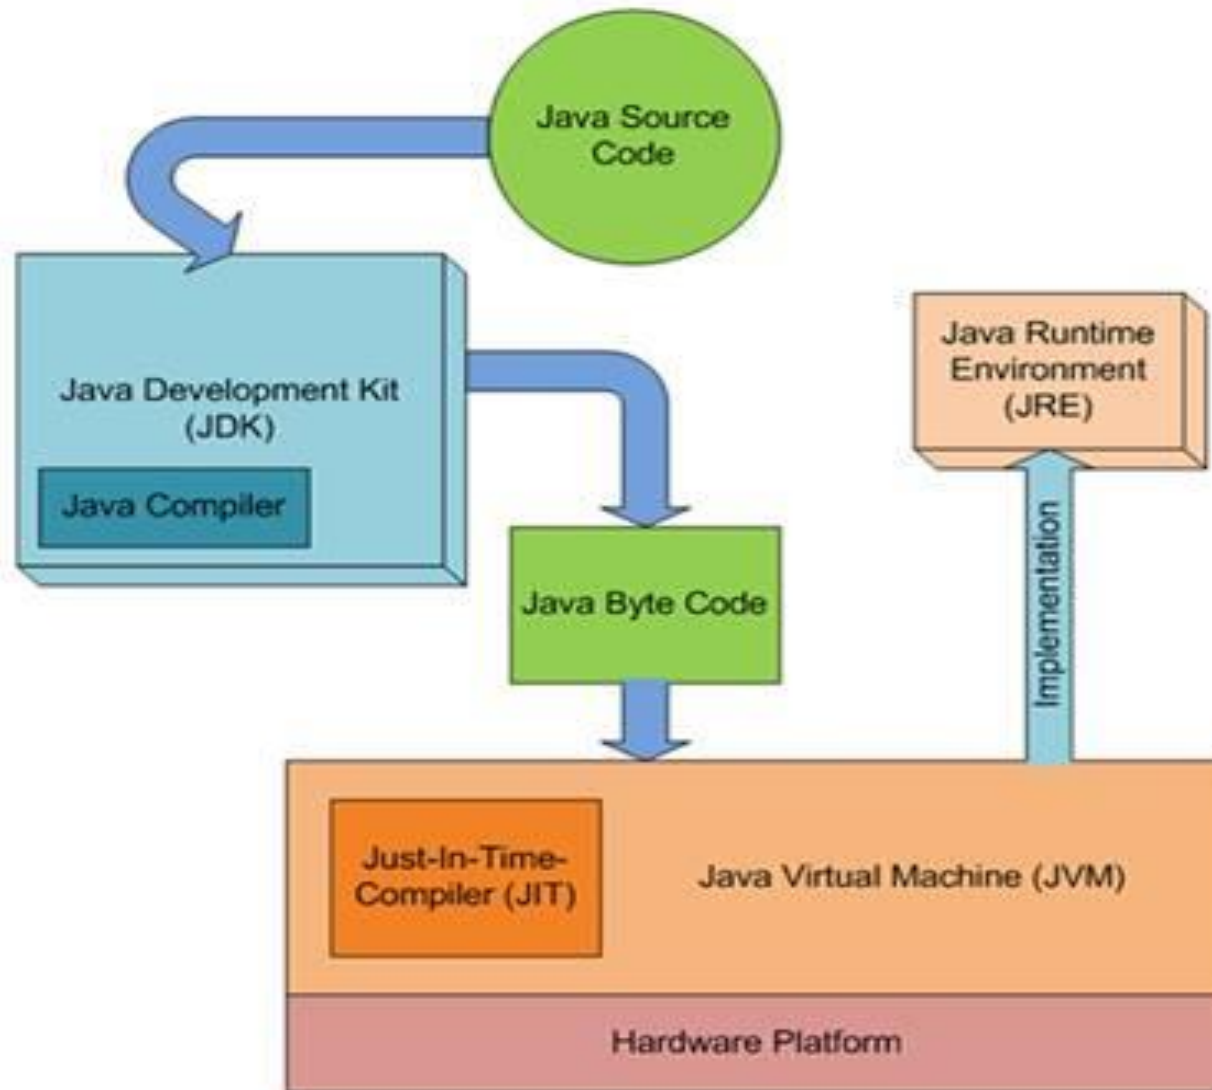 Java Source
Code
Java Development Kit
(JDK)
Java Compiler
Java Runtime
Environment
(JRE)
Java Byte Code
Implementation
Just-In-Time-
Compiler (JIT)
Java Virtual Machine (JVM)
Hardware Platform